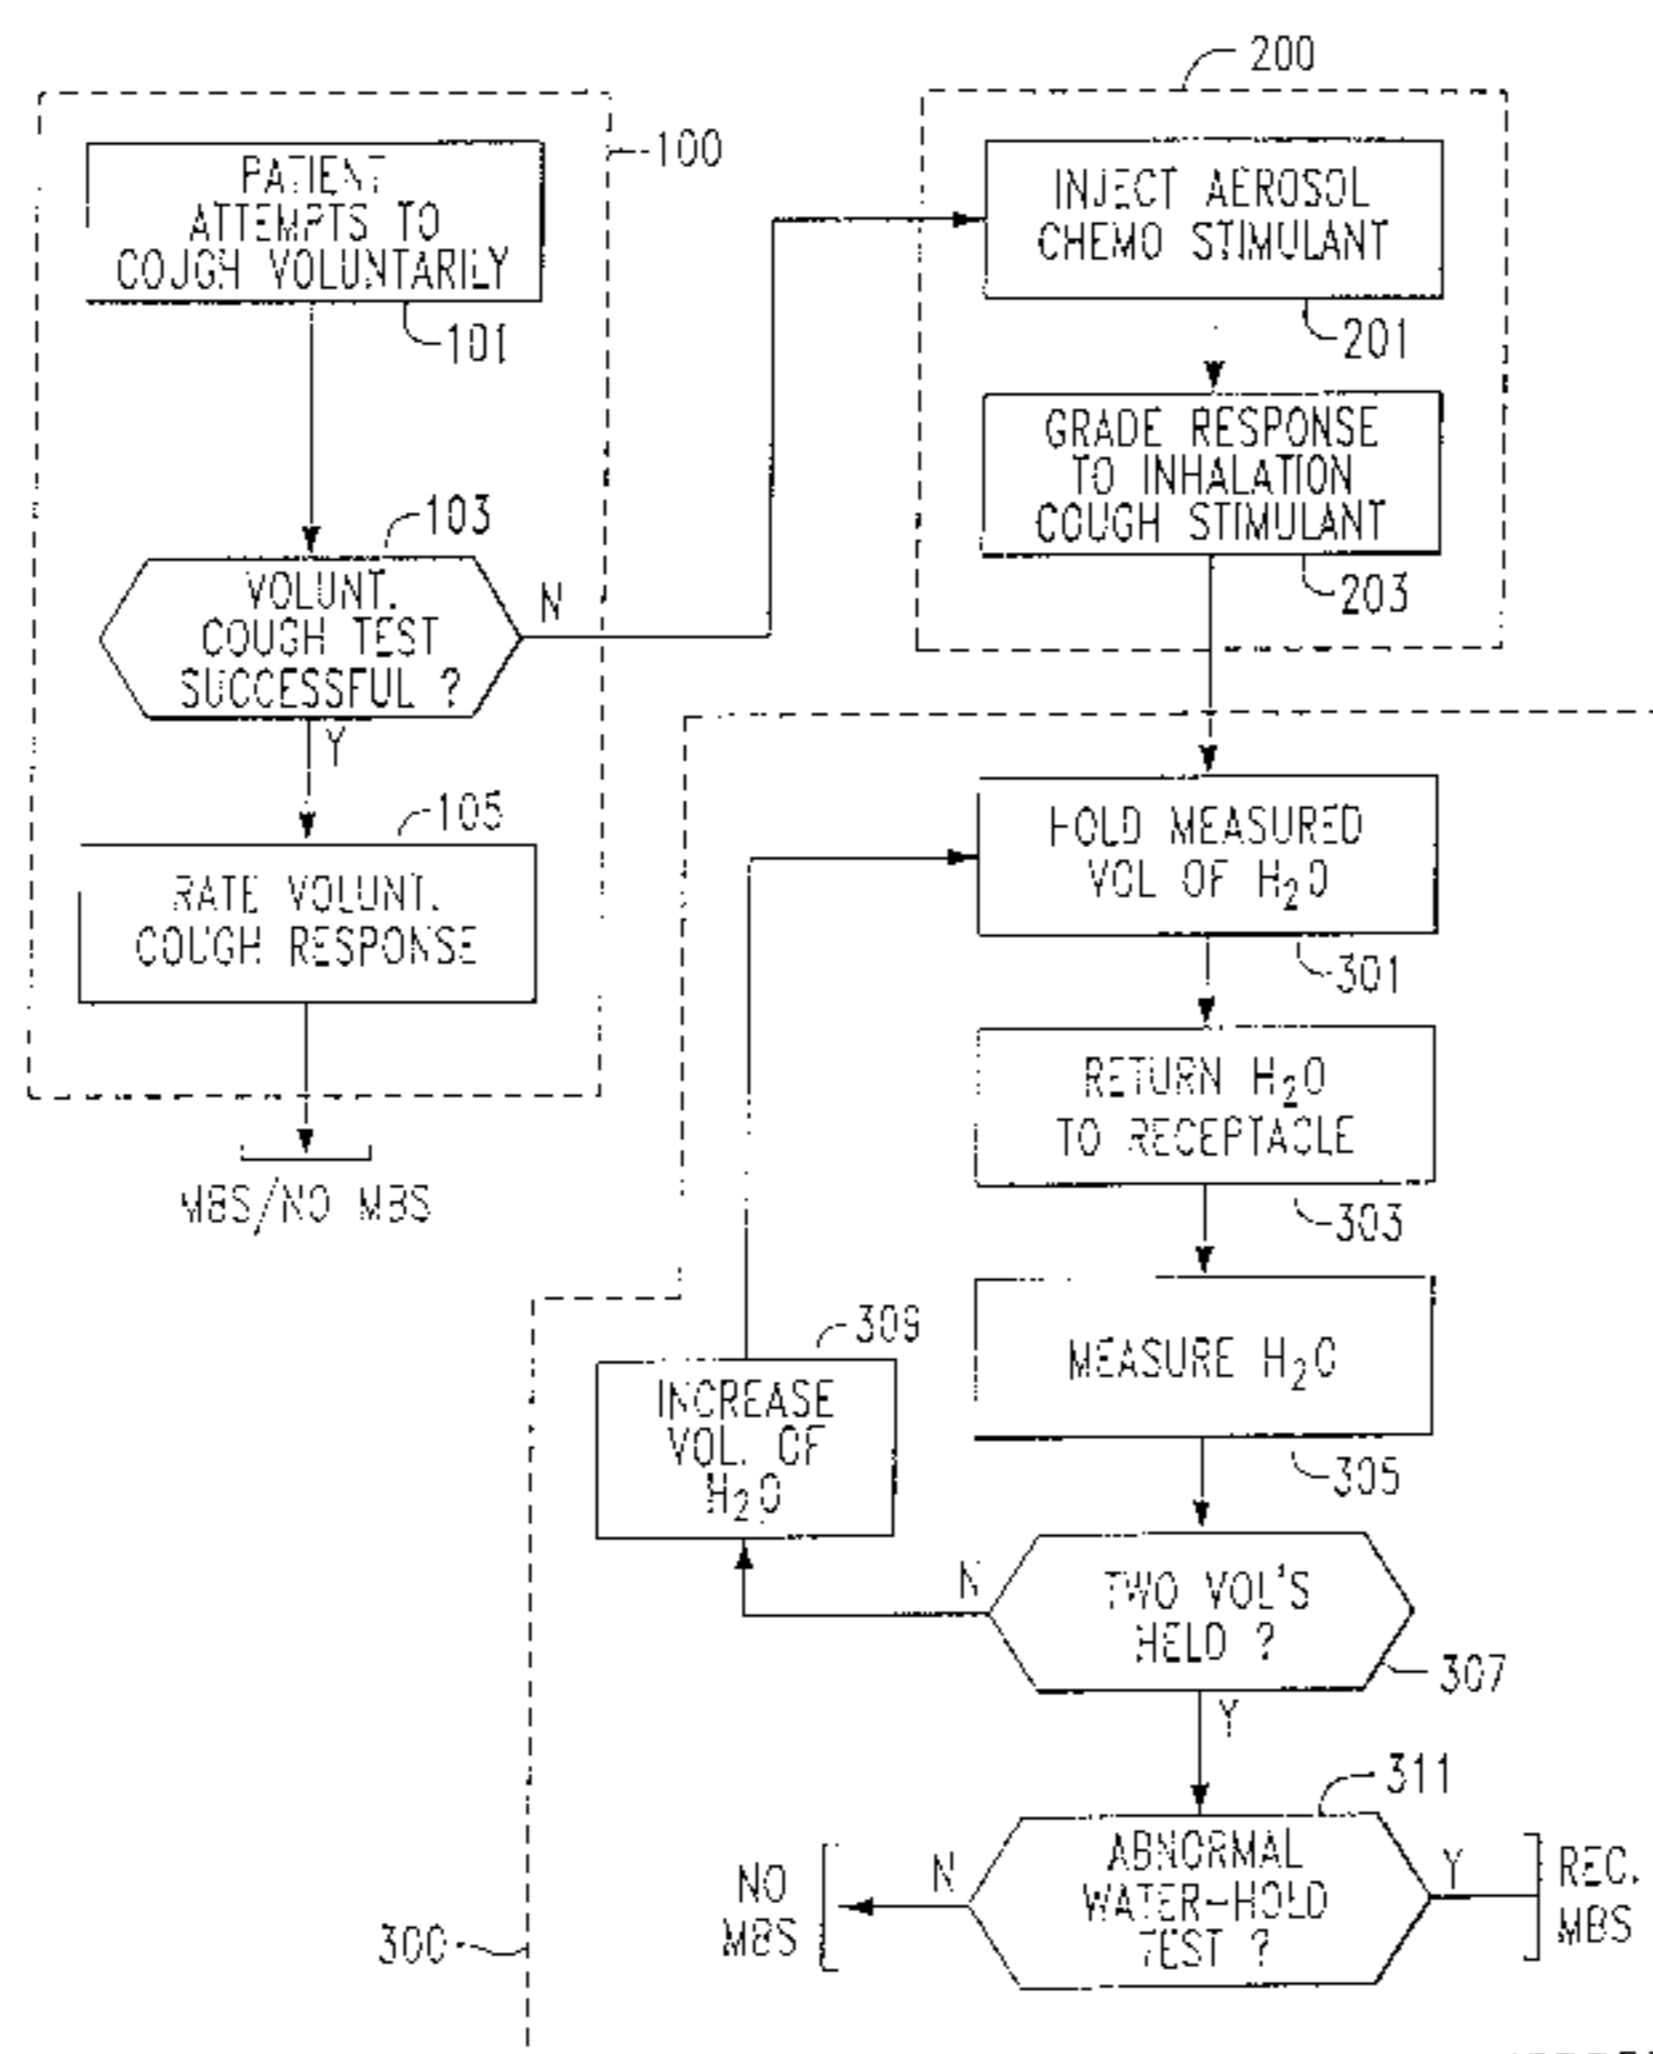 100
PATIENT
ATTEMPTS TO
COUGH VOLUNTARILY
101
103
VOLUNT.
COUGH TEST
SUCCESSFUL ?
N
Y
105
RATE VOLUNT.
COUGH RESPONSE
MBS/NO MBS
200
INJECT AEROSOL
CHEMO STIMULANT
201
GRADE RESPONSE
TO INHALATION
COUGH STIMULANT
203
HOLD MEASURED
VOL OF H₂O
301
RETURN H₂O
TO RECEPTACLE
303
MEASURE H₂O
305
309
INCREASE
VOL. OF
H₂O
N
TWO VOL'S
HELD ?
307
Y
311
ABNORMAL
WATER-HOLD
TEST ?
N
NO
MBS
Y
REC.
MBS
300